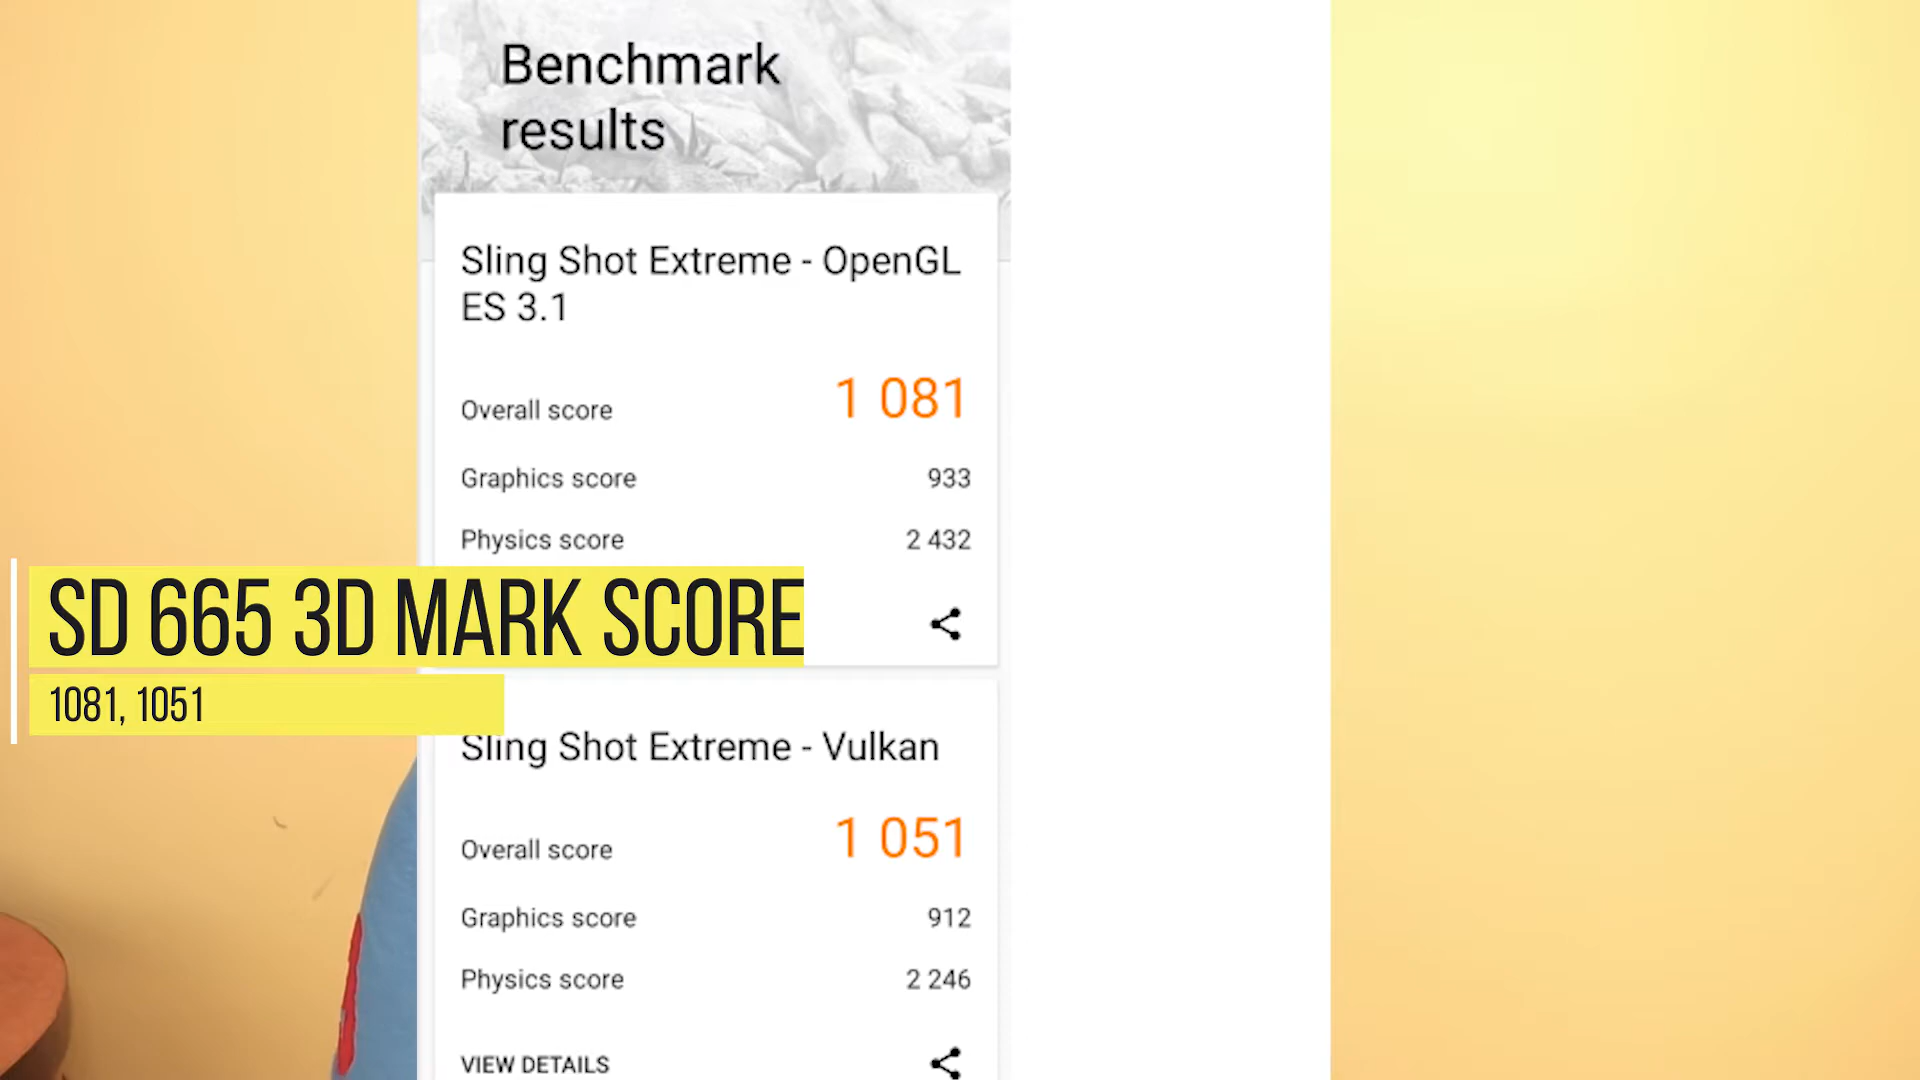 Benchmark
results
Sling Shot Extreme - OpenGL
ES 3.1
Overall score 1 081
Graphics score 933
Physics score 2 432
SD 665 3D MARK SCORE
1081, 1051
Sling Shot Extreme - Vulkan
Overall score 1 051
Graphics score 912
Physics score 2 246
VIEW DETAILS